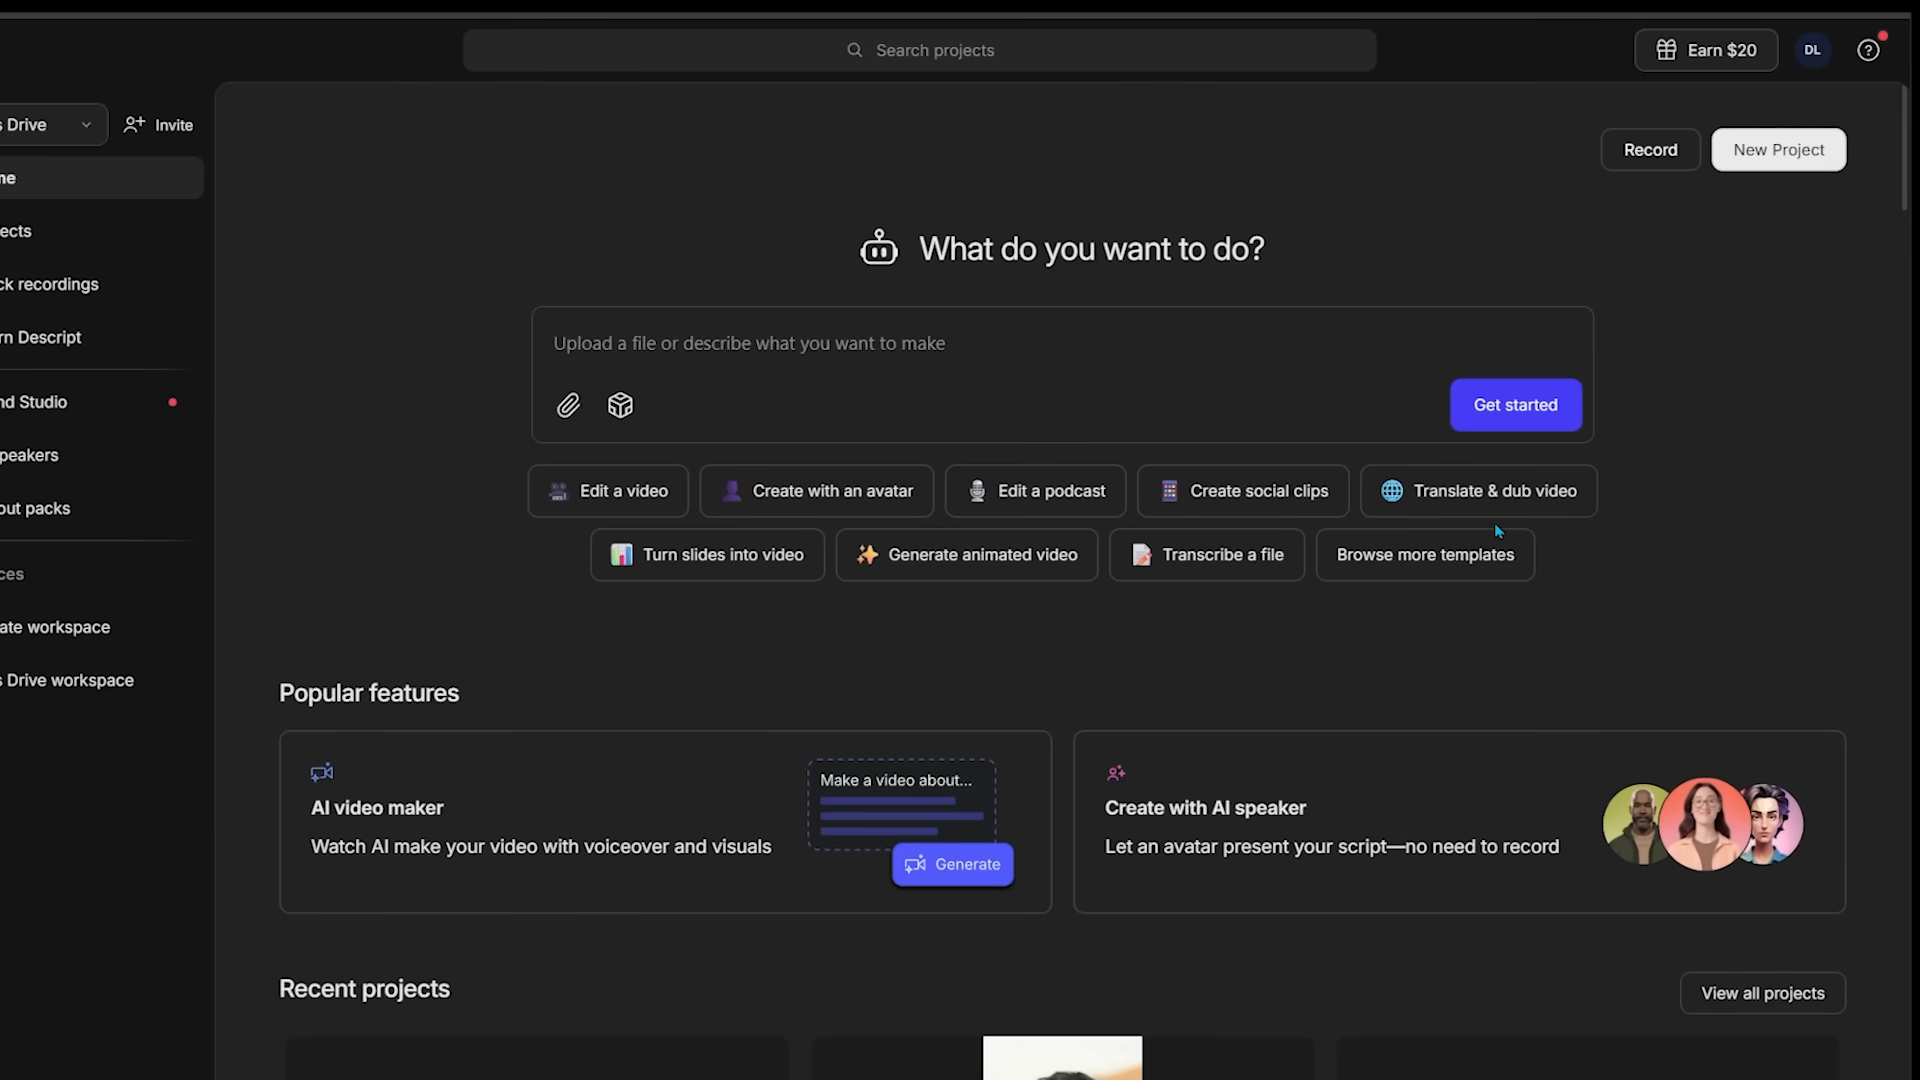 Search projects
Earn $20
DL
s Drive
Invite
Record
New Project
me
ects
ck recordings
rn Descript
nd Studio
peakers
out packs
ces
ate workspace
s Drive workspace
What do you want to do?
Upload a file or describe what you want to make
Get started
Edit a video
Create with an avatar
Edit a podcast
Create social clips
Translate & dub video
Turn slides into video
Generate animated video
Transcribe a file
Browse more templates
Popular features
AI video maker
Watch AI make your video with voiceover and visuals
Make a video about...
Generate
Create with AI speaker
Let an avatar present your script—no need to record
Recent projects
View all projects